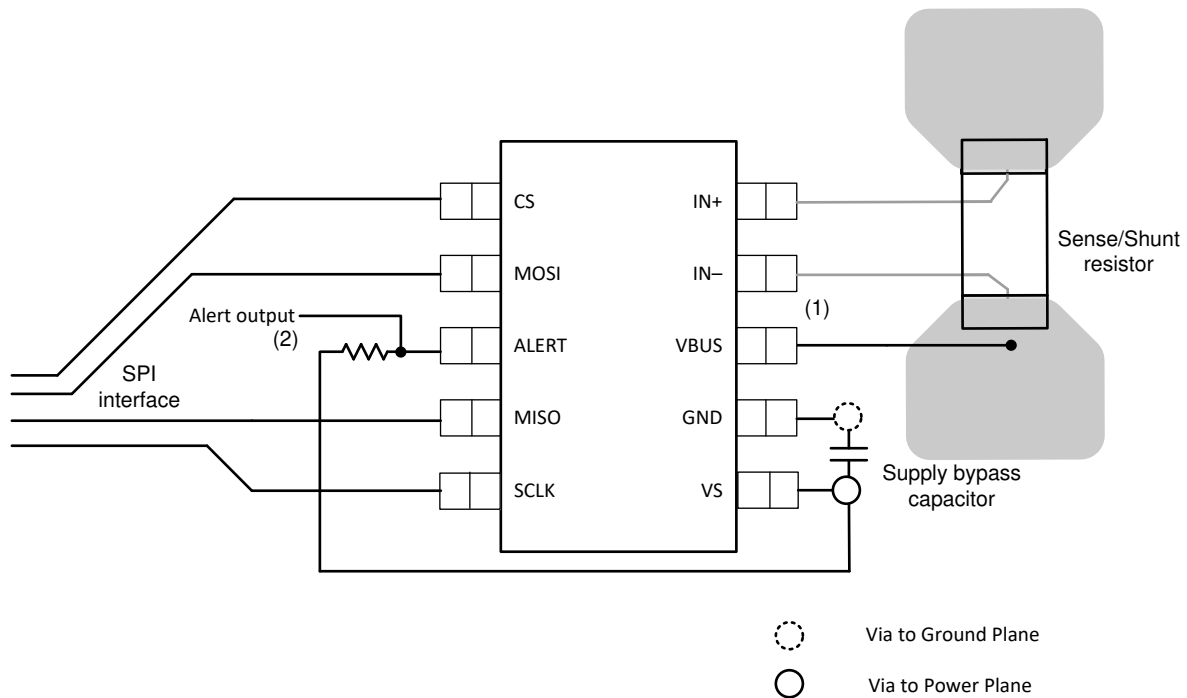 CS
IN+
Sense/Shunt
resistor
MOSI
IN–
(1)
Alert output
(2)
ALERT
VBUS
SPI
interface
MISO
GND
Supply bypass
capacitor
SCLK
VS
Via to Ground Plane
Via to Power Plane